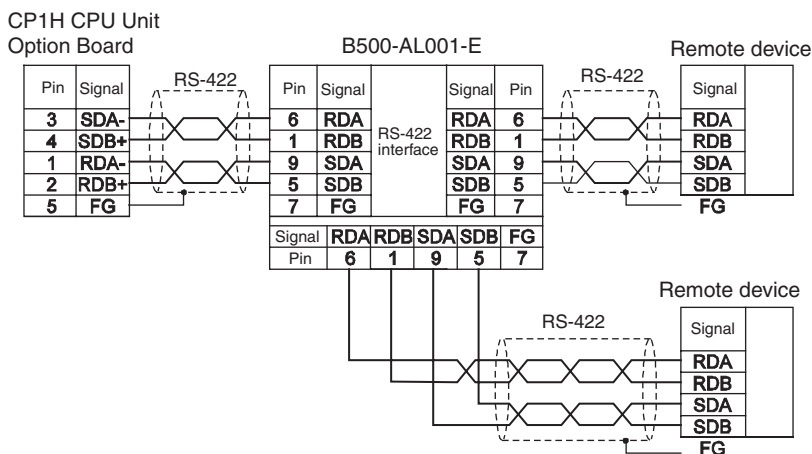 CP1H CPU Unit
Option Board
B500-AL001-E
Remote device
Pin Signal
RS-422
Pin Signal
Signal Pin
RS-422
Signal
3 SDA-
6 RDA
RDA 6
RDA
4 SDB+
1 RDB
RS-422
interface
RDB 1
RDB
1 RDA-
9 SDA
SDA 9
SDA
2 RDB+
5 SDB
SDB 5
SDB
5 FG
7 FG
FG 7
FG
Signal RDA RDB SDA SDB FG
Pin 6 1 9 5 7
Remote device
RS-422
Signal
RDA
RDB
SDA
SDB
FG